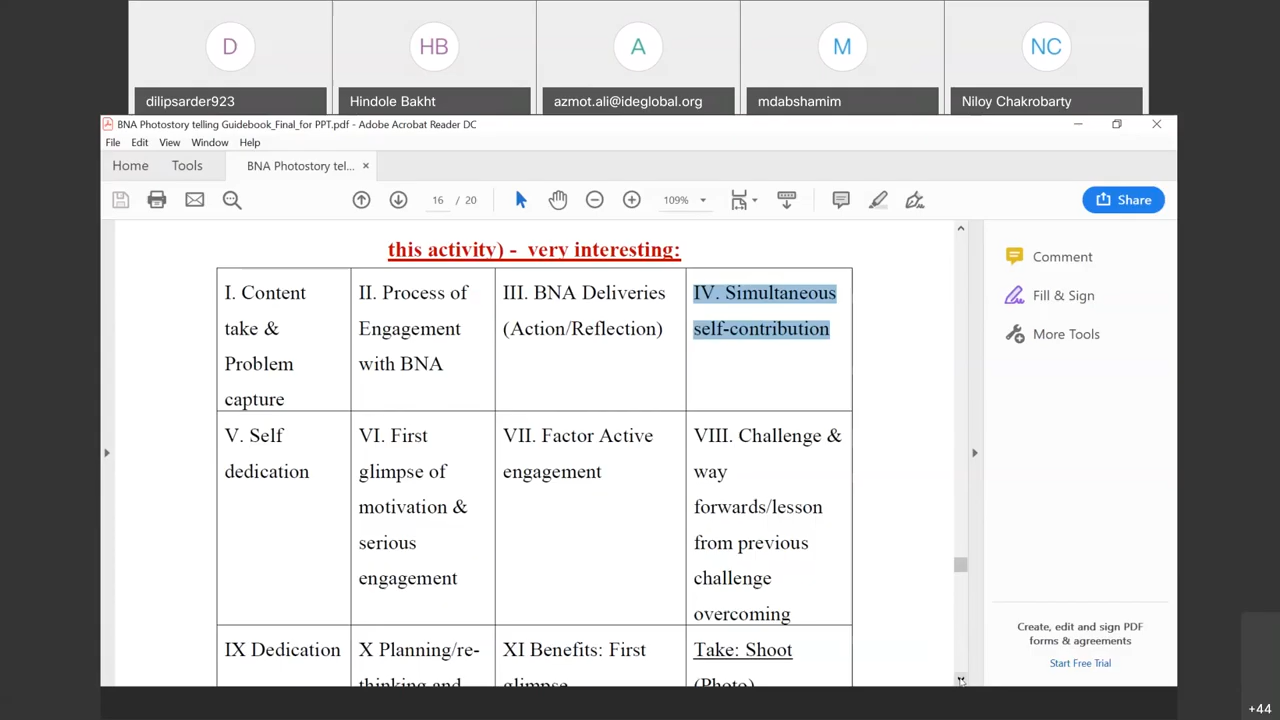 D
HB
A
M
NC
dilipsarder923
Hindole Bakht
azmot.ali@ideglobal.org
mdabshamim
Niloy Chakrobarty
BNA Photostory telling Guidebook_Final_for PPT.pdf - Adobe Acrobat Reader DC
File Edit View Window Help
Home Tools BNA Photostory tel... ×
16 / 20
109%
Share
this activity) - very interesting:
I. Content
take &
Problem
capture
II. Process of
Engagement
with BNA
III. BNA Deliveries
(Action/Reflection)
IV. Simultaneous
self-contribution
V. Self
dedication
VI. First
glimpse of
motivation &
serious
engagement
VII. Factor Active
engagement
VIII. Challenge &
way
forwards/lesson
from previous
challenge
overcoming
IX Dedication
X Planning/re-
thinking and
XI Benefits: First
glimpse
Take: Shoot
(Photo)
Comment
Fill & Sign
More Tools
Create, edit and sign PDF
forms & agreements
Start Free Trial
+44